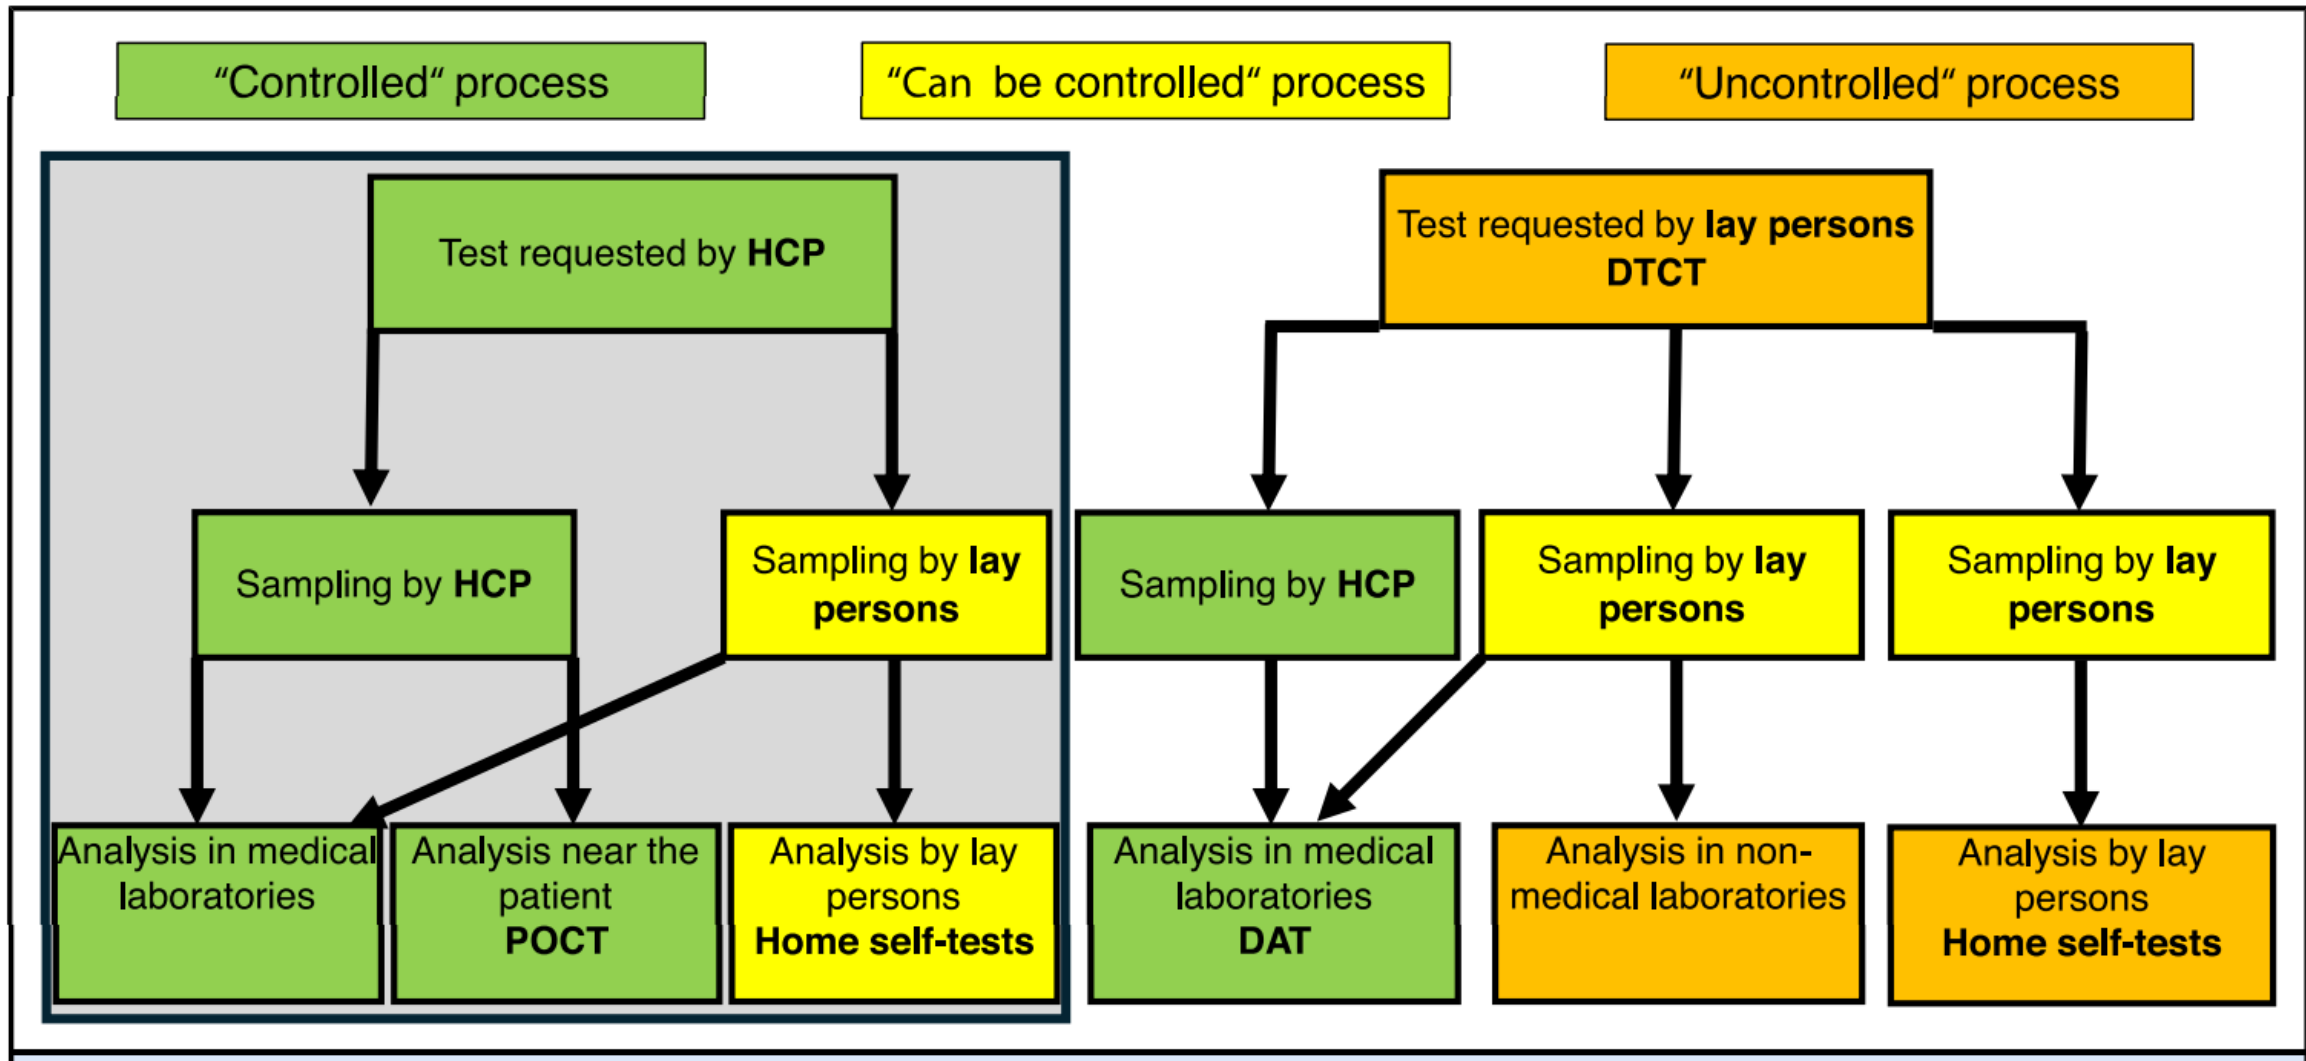 “Controlled“ process
“Can be controlled“ process
“Uncontrolled“ process
Test requested by HCP
Test requested by lay persons
DTCT
Sampling by HCP
Sampling by lay
persons
Sampling by HCP
Sampling by lay
persons
Sampling by lay
persons
Analysis in medical
laboratories
Analysis near the
patient
POCT
Analysis by lay
persons
Home self-tests
Analysis in medical
laboratories
DAT
Analysis in non-
medical laboratories
Analysis by lay
persons
Home self-tests